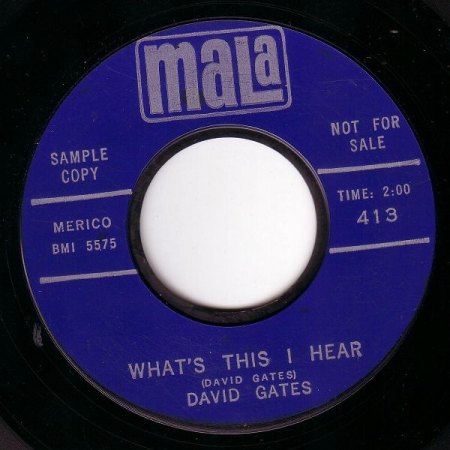 mala
SAMPLE
COPY
NOT FOR
SALE
MERICO
BMI 5575
TIME: 2:00
413
WHAT'S THIS I HEAR
(DAVID GATES)
DAVID GATES